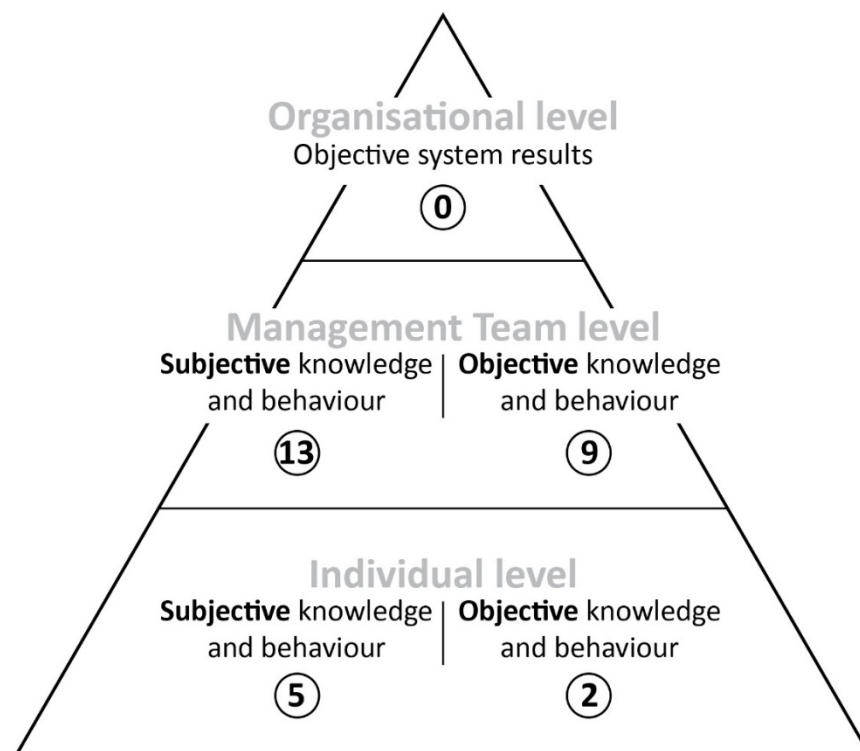 Organisational level
Objective system results
0
Management Team level
Subjective knowledge and behaviour
Objective knowledge and behaviour
13
9
Individual level
Subjective knowledge and behaviour
Objective knowledge and behaviour
5
2